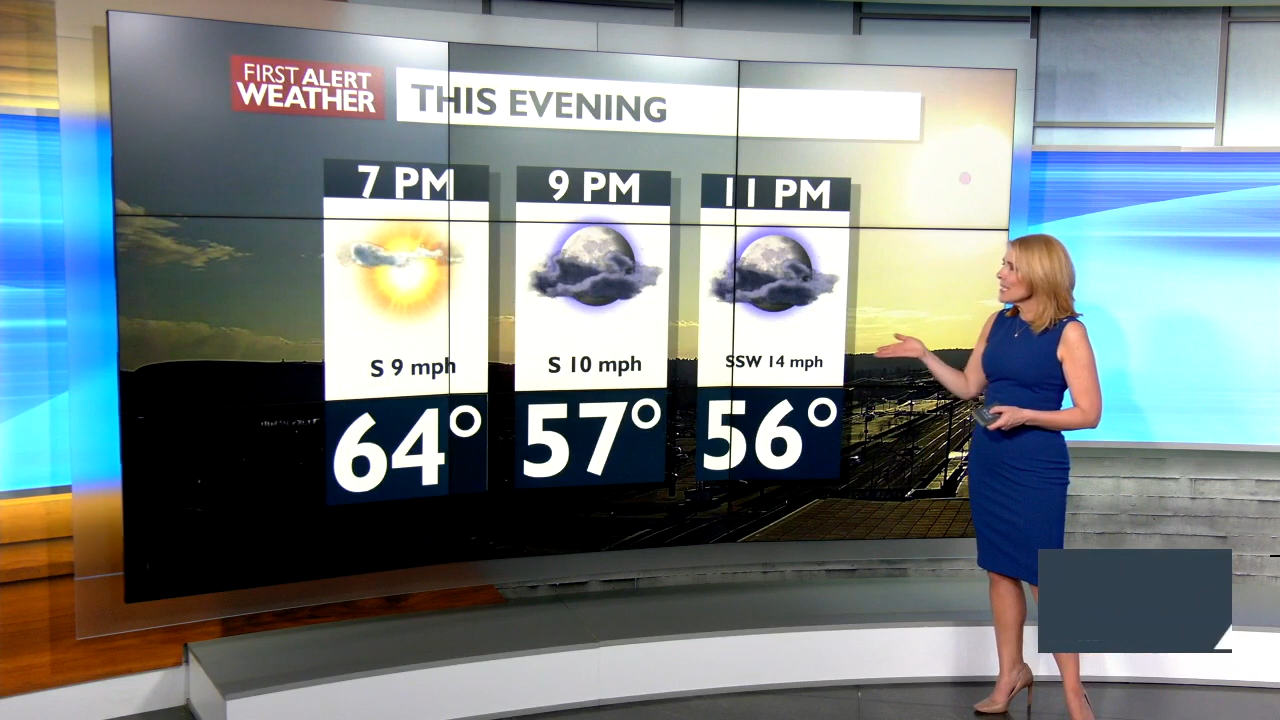 FIRST ALERT
WEATHER
THIS EVENING
7 PM
9 PM
11 PM
S 9 mph
S 10 mph
SSW 14 mph
64°
57°
56°